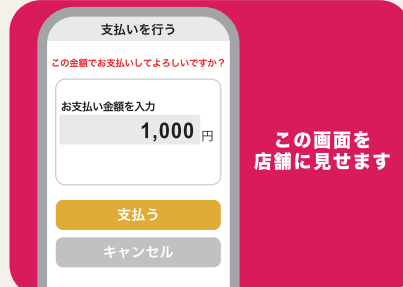 支払いを行う
この金額でお支払いしてよろしいですか？
お支払い金額を入力
1,000 円
支払う
キャンセル
この画面を
店舗に見せます